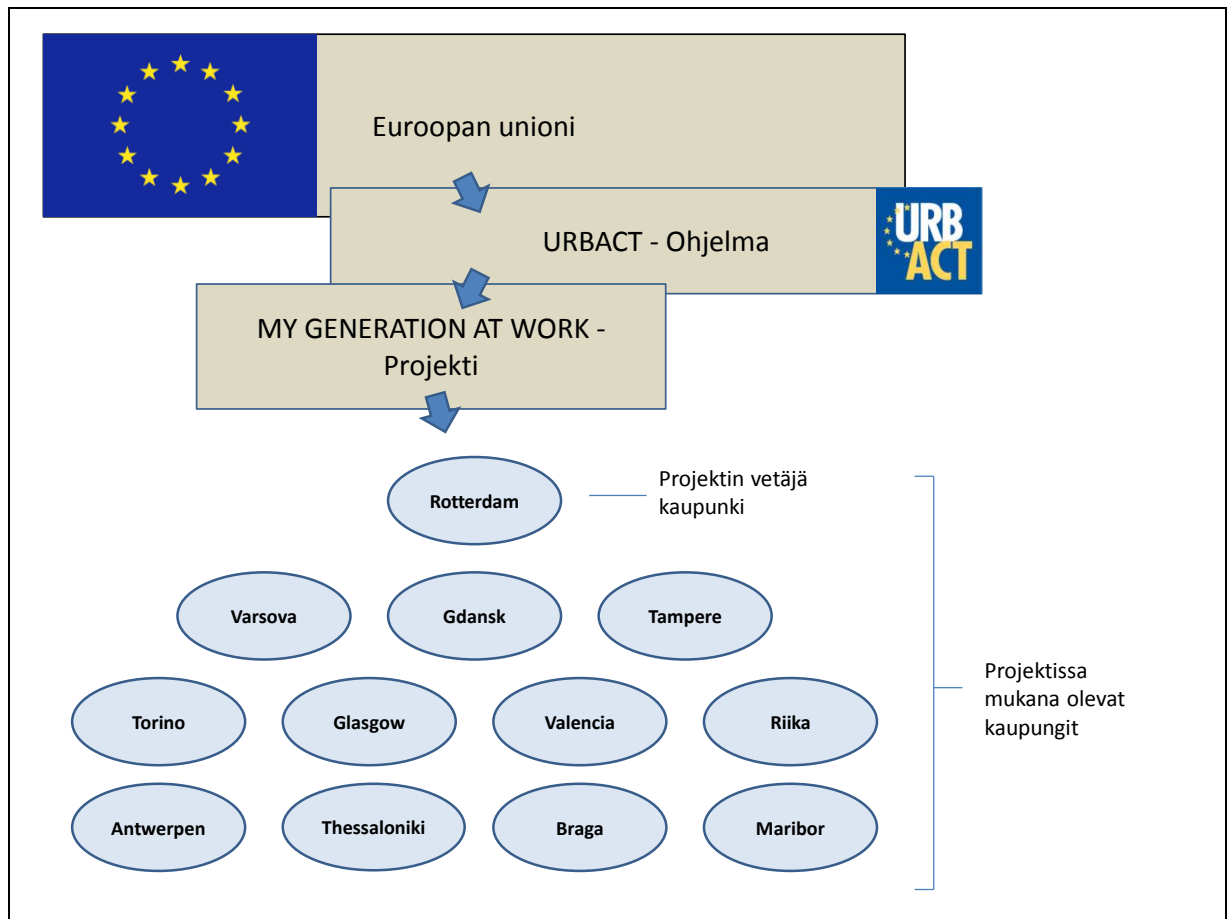 Euroopan unioni
URBACT - Ohjelma
URB
ACT
MY GENERATION AT WORK -
Projekti
Rotterdam
Projektin vetäjä
kaupunki
Varsova
Gdansk
Tampere
Projektissa
mukana olevat
kaupungit
Torino
Glasgow
Valencia
Riika
Antwerpen
Thessaloniki
Braga
Maribor